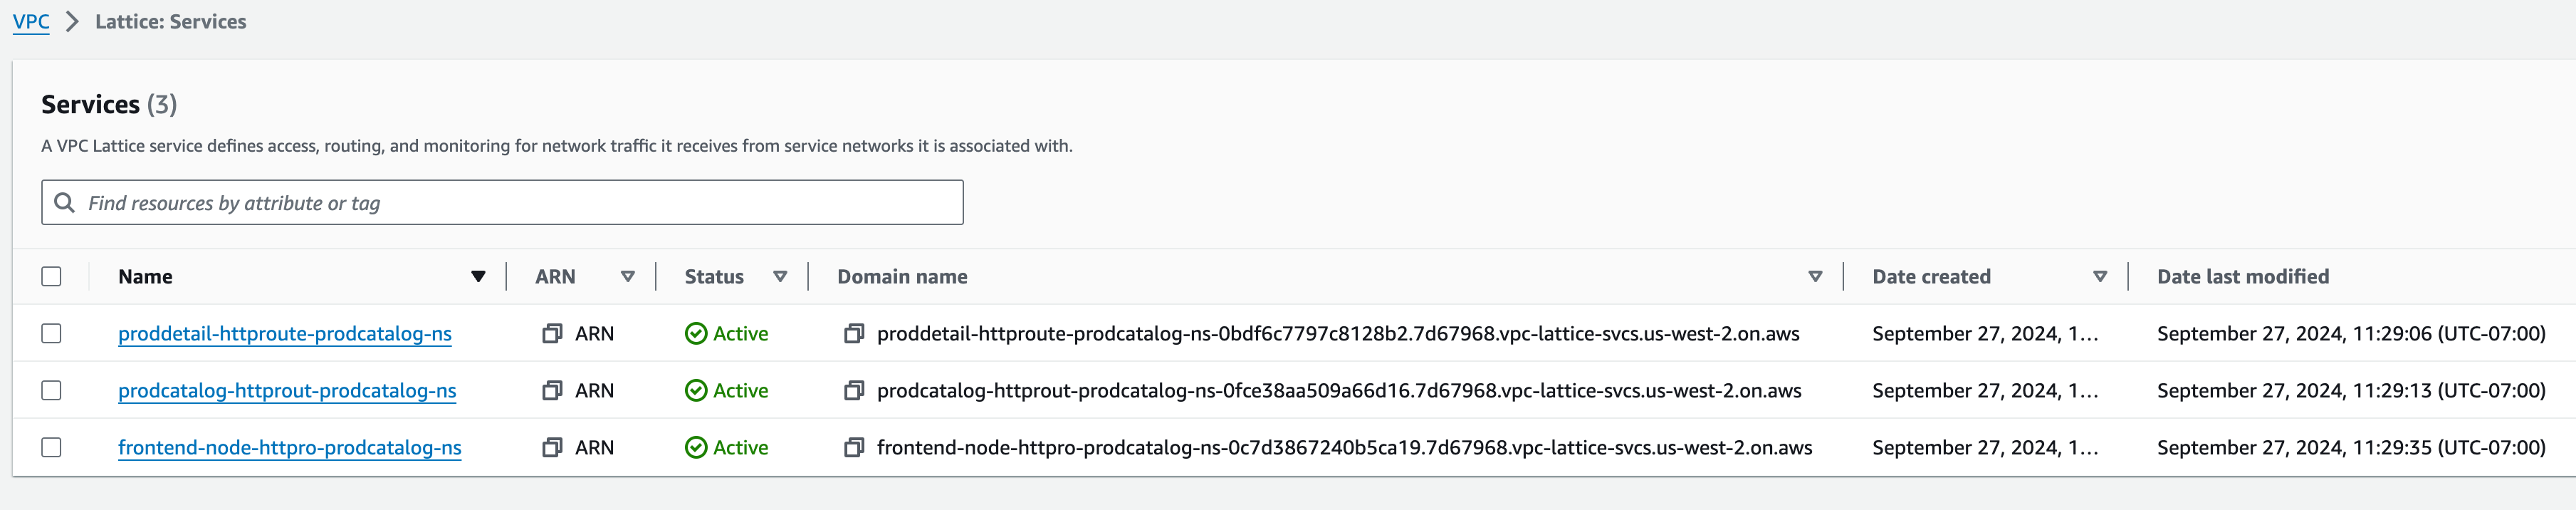 VPC > Lattice: Services
Services (3)
A VPC Lattice service defines access, routing, and monitoring for network traffic it receives from service networks it is associated with.
Find resources by attribute or tag
Name ARN Status Domain name Date created Date last modified
proddetail-httproute-prodcatalog-ns ARN Active proddetail-httproute-prodcatalog-ns-0bdf6c7797c8128b2.7d67968.vpc-lattice-svcs.us-west-2.on.aws September 27, 2024, 1... September 27, 2024, 11:29:06 (UTC-07:00)
prodcatalog-httprout-prodcatalog-ns ARN Active prodcatalog-httprout-prodcatalog-ns-0fce38aa509a66d16.7d67968.vpc-lattice-svcs.us-west-2.on.aws September 27, 2024, 1... September 27, 2024, 11:29:13 (UTC-07:00)
frontend-node-httpro-prodcatalog-ns ARN Active frontend-node-httpro-prodcatalog-ns-0c7d3867240b5ca19.7d67968.vpc-lattice-svcs.us-west-2.on.aws September 27, 2024, 1... September 27, 2024, 11:29:35 (UTC-07:00)